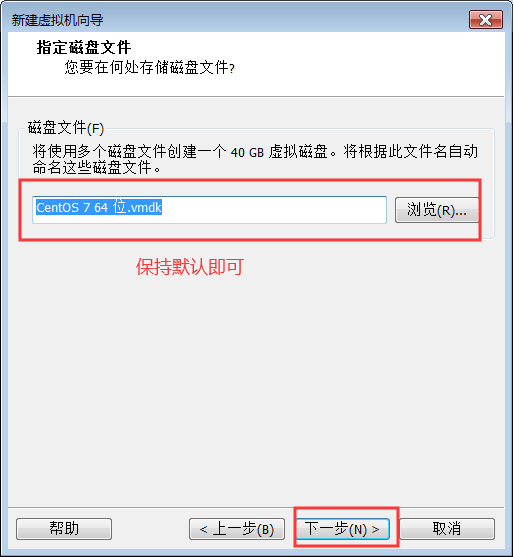 新建虚拟机向导
指定磁盘文件
您要在何处存储磁盘文件?
磁盘文件(F)
将使用多个磁盘文件创建一个 40 GB 虚拟磁盘。将根据此文件名自动
命名这些磁盘文件。
CentOS 7 64 位.vmdk
浏览(R)...
保持默认即可
帮助
< 上一步(B)
下一步(N) >
取消